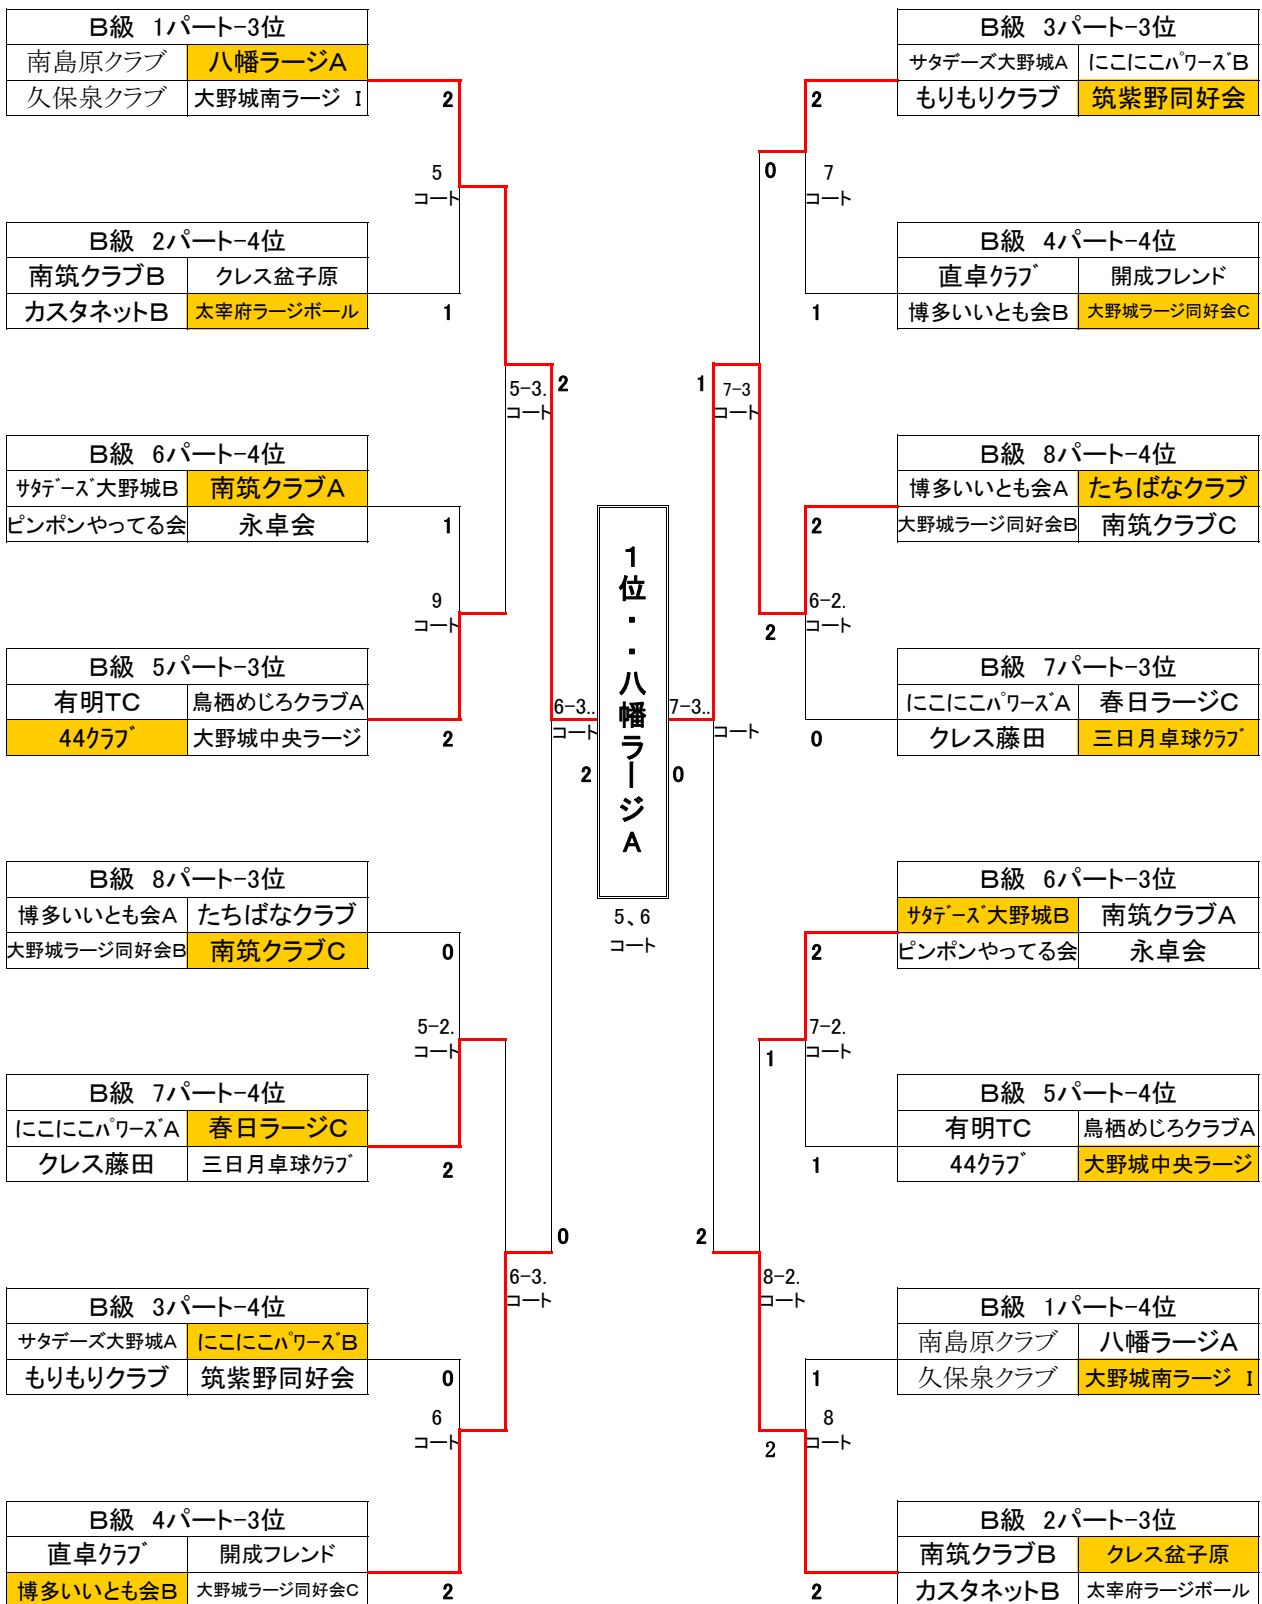 B級 1パート-3位
南島原クラブ 八幡ラージA
久保泉クラブ 大野城南ラージ I
2
5
コート
B級 2パート-4位
南筑クラブB クレス盆子原
カスタネットB 太宰府ラージボール
1
5-3.
コート
2
B級 6パート-4位
サタデーズ大野城B 南筑クラブA
ピンポンやってる会 永卓会
1
9
コート
B級 5パート-3位
有明TC 鳥栖めじろクラブA
44クラブ 大野城中央ラージ
2
6-3..
コート
2
B級 8パート-3位
博多いいとも会A たちばなクラブ
大野城ラージ同好会B 南筑クラブC
0
5-2.
コート
B級 7パート-4位
にこにこパワーズA 春日ラージC
クレス藤田 三日月卓球クラブ
2
0
6-3.
コート
B級 3パート-4位
サタデーズ大野城A にこにこパワーズB
もりもりクラブ 筑紫野同好会
0
6
コート
B級 4パート-3位
直卓クラブ 開成フレンド
博多いいとも会B 大野城ラージ同好会C
2
1位・・八幡ラージA
5、6
コート
B級 3パート-3位
サタデーズ大野城A にこにこパワーズB
もりもりクラブ 筑紫野同好会
2
0
7
コート
B級 4パート-4位
直卓クラブ 開成フレンド
博多いいとも会B 大野城ラージ同好会C
1
1
7-3
コート
B級 8パート-4位
博多いいとも会A たちばなクラブ
大野城ラージ同好会B 南筑クラブC
2
2
6-2.
コート
B級 7パート-3位
にこにこパワーズA 春日ラージC
クレス藤田 三日月卓球クラブ
0
7-3..
コート
0
B級 6パート-3位
サタデーズ大野城B 南筑クラブA
ピンポンやってる会 永卓会
2
1
7-2.
コート
B級 5パート-4位
有明TC 鳥栖めじろクラブA
44クラブ 大野城中央ラージ
1
2
8-2.
コート
B級 1パート-4位
南島原クラブ 八幡ラージA
久保泉クラブ 大野城南ラージ I
1
2
8
コート
B級 2パート-3位
南筑クラブB クレス盆子原
カスタネットB 太宰府ラージボール
2